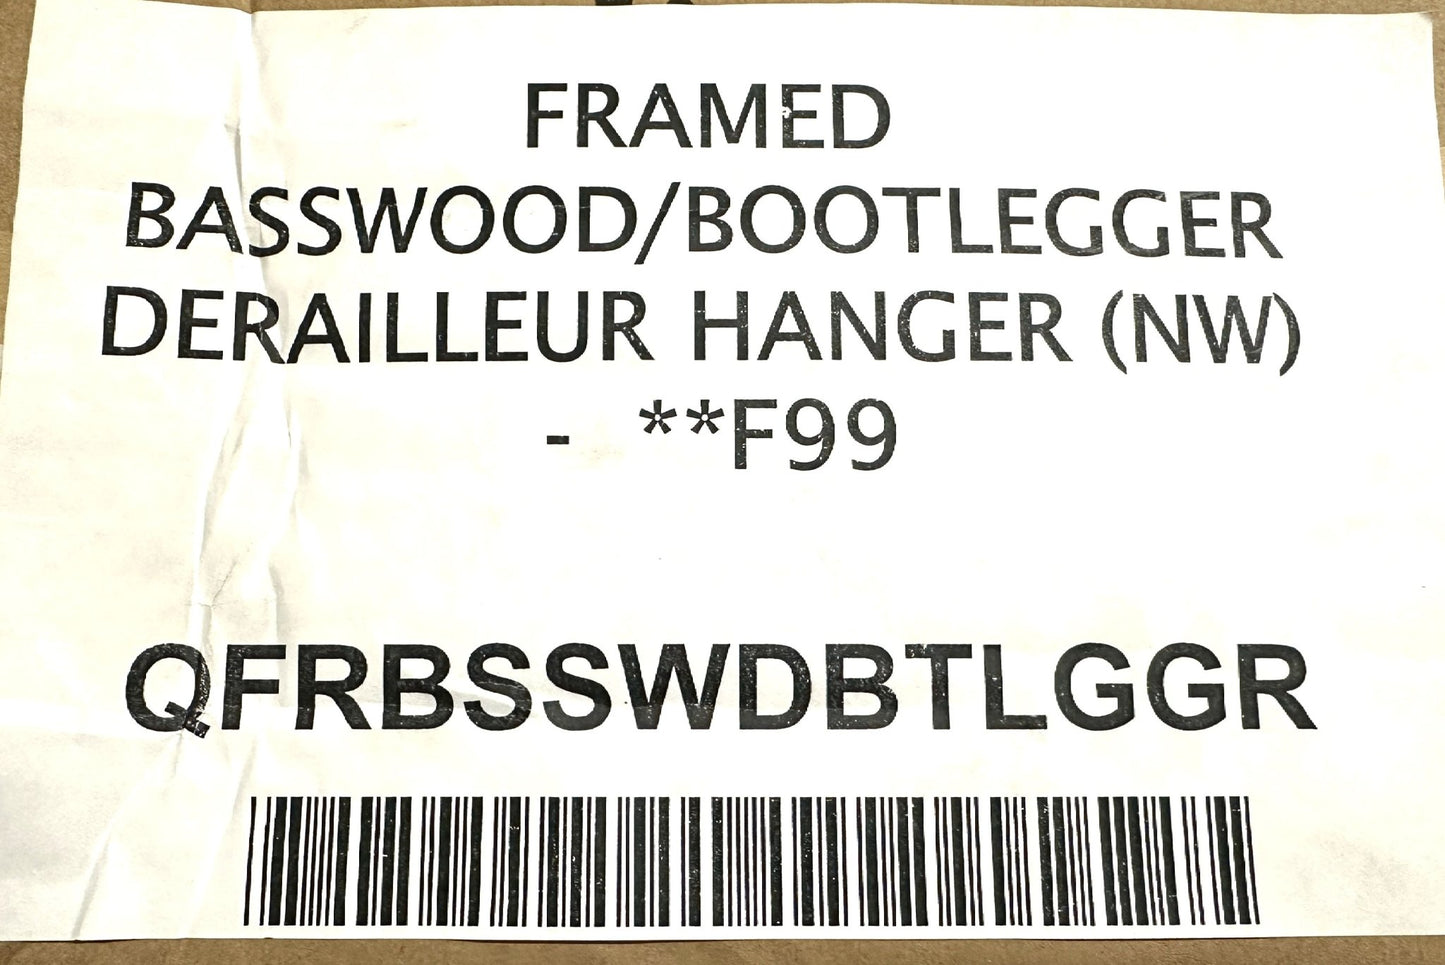 FRAMED
BASSWOOD/BOOTLEGGER
DERAILLEUR HANGER (NW)
- **F99
QFRBSSWDBTLGGR